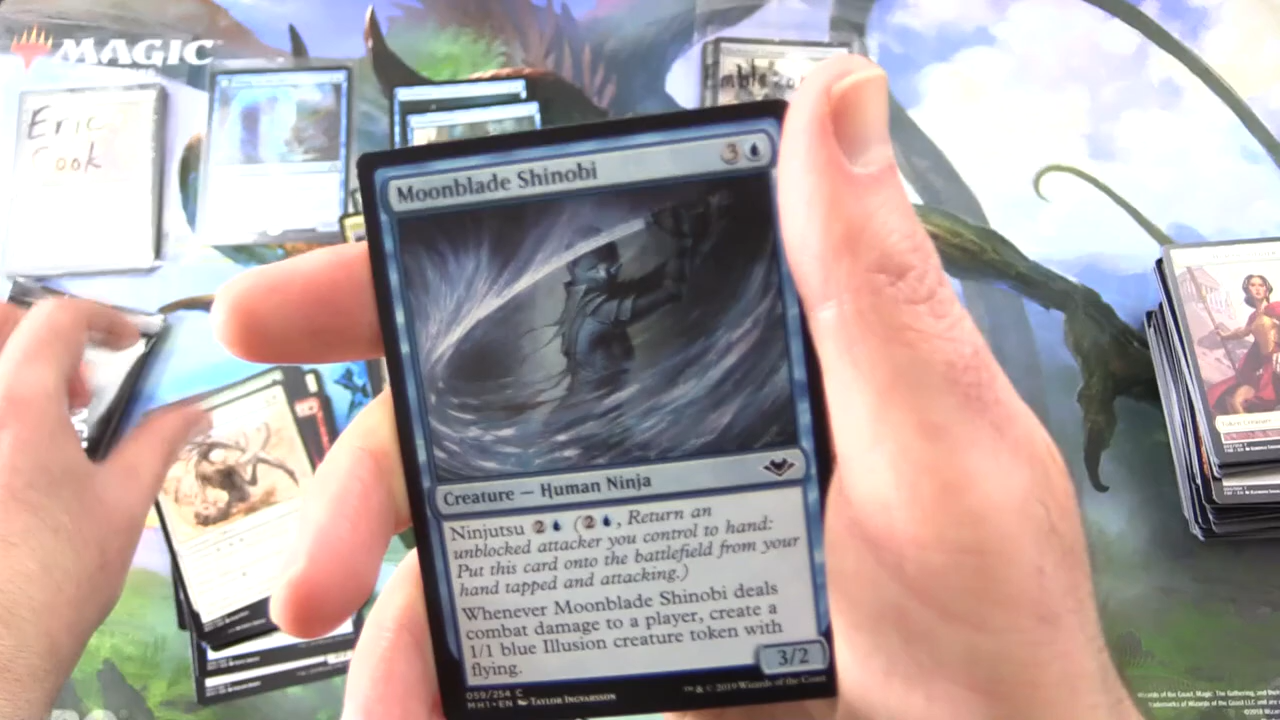 MAGIC
Eric
Cook
Moonblade Shinobi
3
Creature — Human Ninja
Ninjutsu 2 (2, Return an
unblocked attacker you control to hand:
Put this card onto the battlefield from your
hand tapped and attacking.)
Whenever Moonblade Shinobi deals
combat damage to a player, create a
1/1 blue Illusion creature token with
flying.
3/2
059/254 C
MH1 • EN TAYLOR INGVARSSON
™ & © 2019 Wizards of the Coast